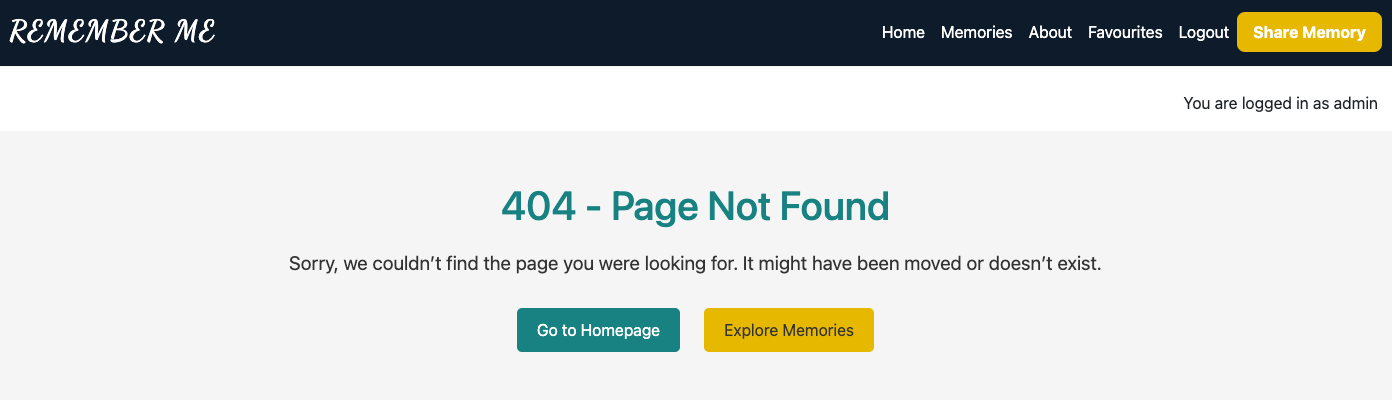 REMEMBER ME
Home Memories About Favourites Logout Share Memory
You are logged in as admin
404 - Page Not Found
Sorry, we couldn’t find the page you were looking for. It might have been moved or doesn’t exist.
Go to Homepage Explore Memories